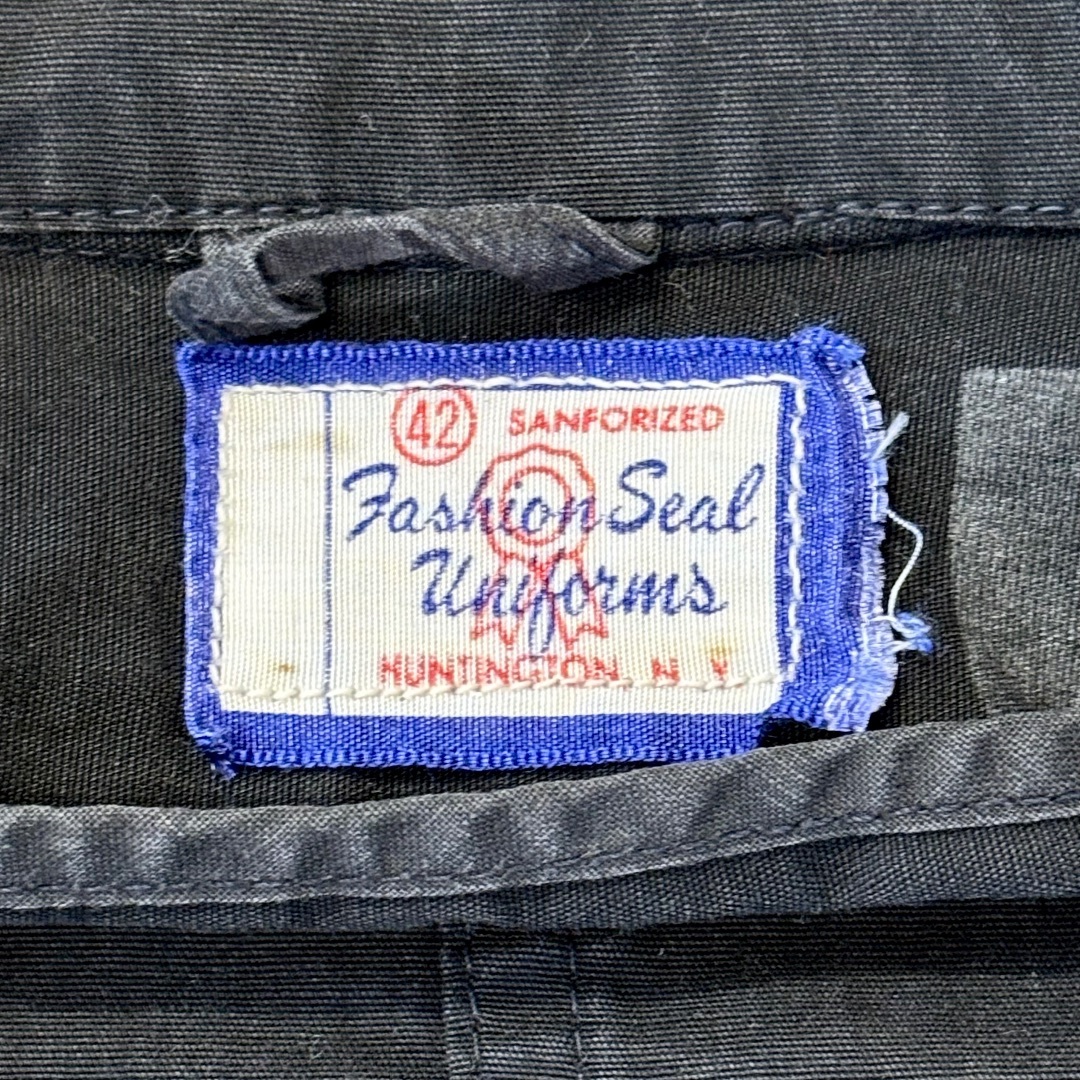 42 SANFORIZED
Fashion Seal
Uniforms
HUNTINGTON, N.Y.